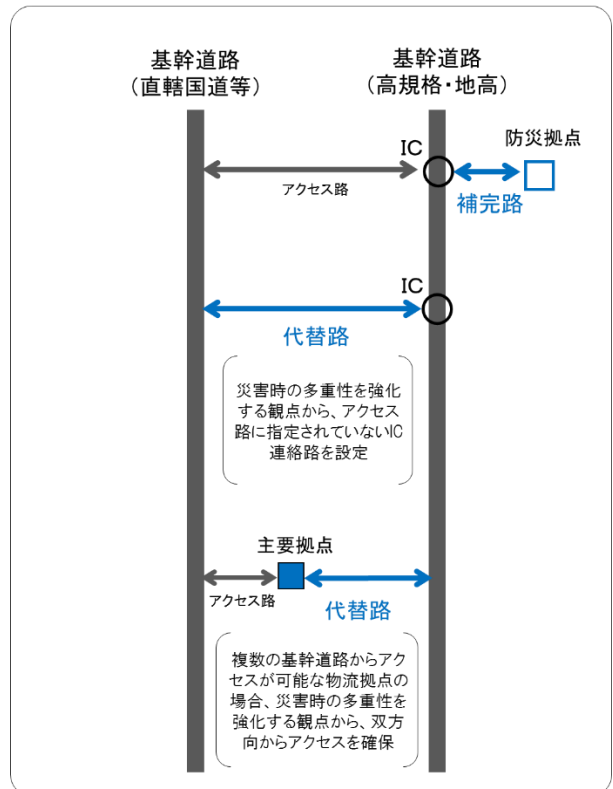 基幹道路
（直轄国道等）
基幹道路
（高規格・地高）
IC
防災拠点
アクセス路
補完路
IC
代替路
災害時の多重性を強化
する観点から、アクセス
路に指定されていないIC
連絡路を設定
主要拠点
アクセス路
代替路
複数の基幹道路からアク
セスが可能な物流拠点の
場合、災害時の多重性を
強化する観点から、双方
向からアクセスを確保